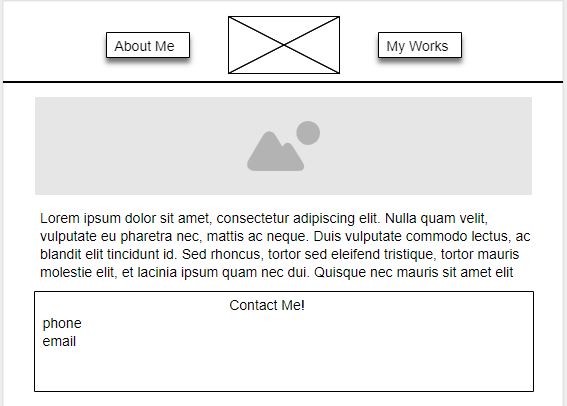 About Me
My Works
Lorem ipsum dolor sit amet, consectetur adipiscing elit. Nulla quam velit,
vulputate eu pharetra nec, mattis ac neque. Duis vulputate commodo lectus, ac
blandit elit tincidunt id. Sed rhoncus, tortor sed eleifend tristique, tortor mauris
molestie elit, et lacinia ipsum quam nec dui. Quisque nec mauris sit amet elit
Contact Me!
phone
email